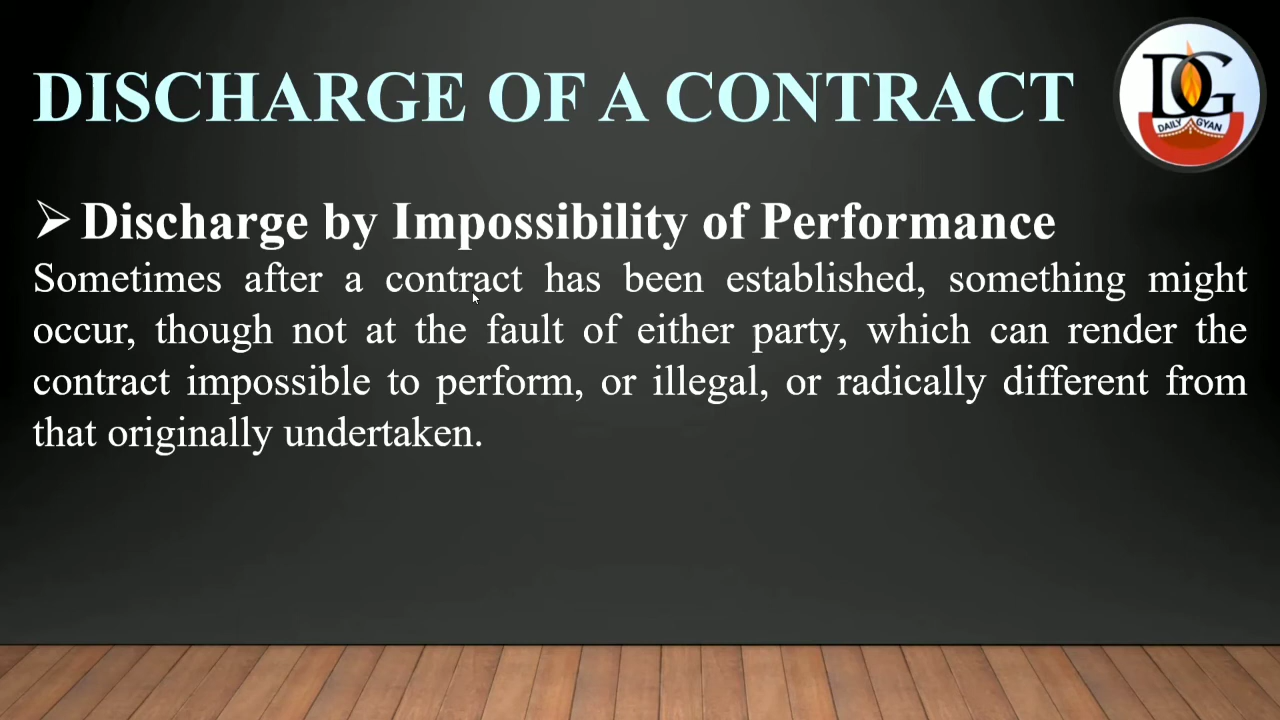 DISCHARGE OF A CONTRACT
DG
DAILY GYAN
➢ Discharge by Impossibility of Performance
Sometimes after a contract has been established, something might
occur, though not at the fault of either party, which can render the
contract impossible to perform, or illegal, or radically different from
that originally undertaken.